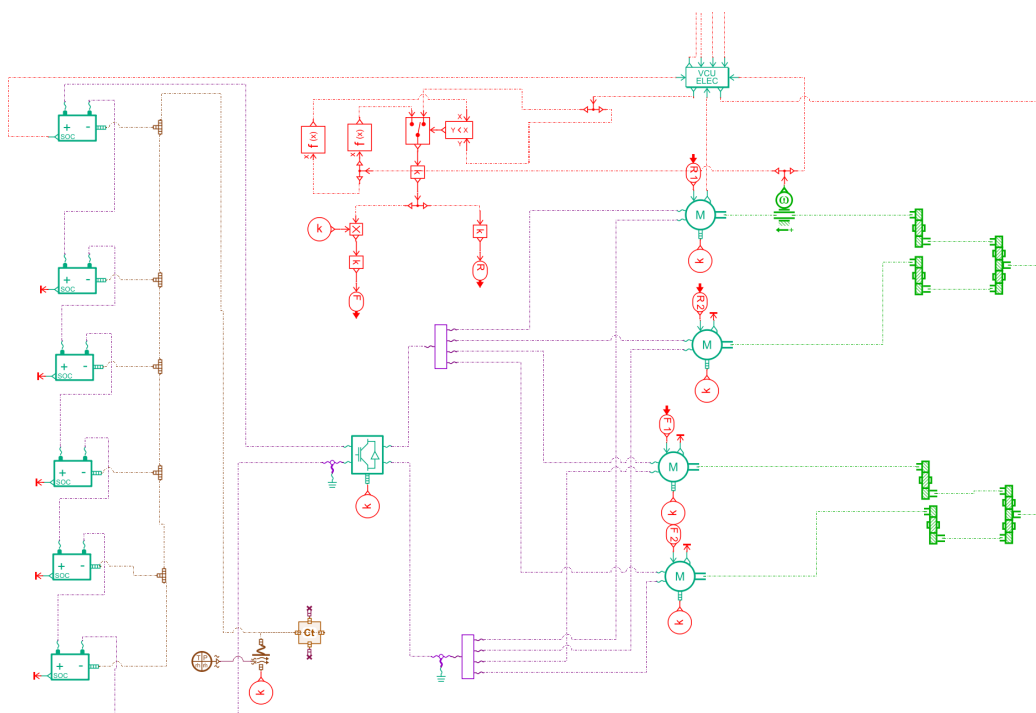 VCU
ELEC
+ -
SOC
X
Y < X
Y
f(x)
x
f(x)
x
k
R1
ω
+
M
k
k
X
k
k
R
F
k
+ -
SOC
R2
M
k
+ -
SOC
F1
M
k
+ -
SOC
k
F2
M
k
+ -
SOC
Ct
+ -
SOC
T P
m h
k